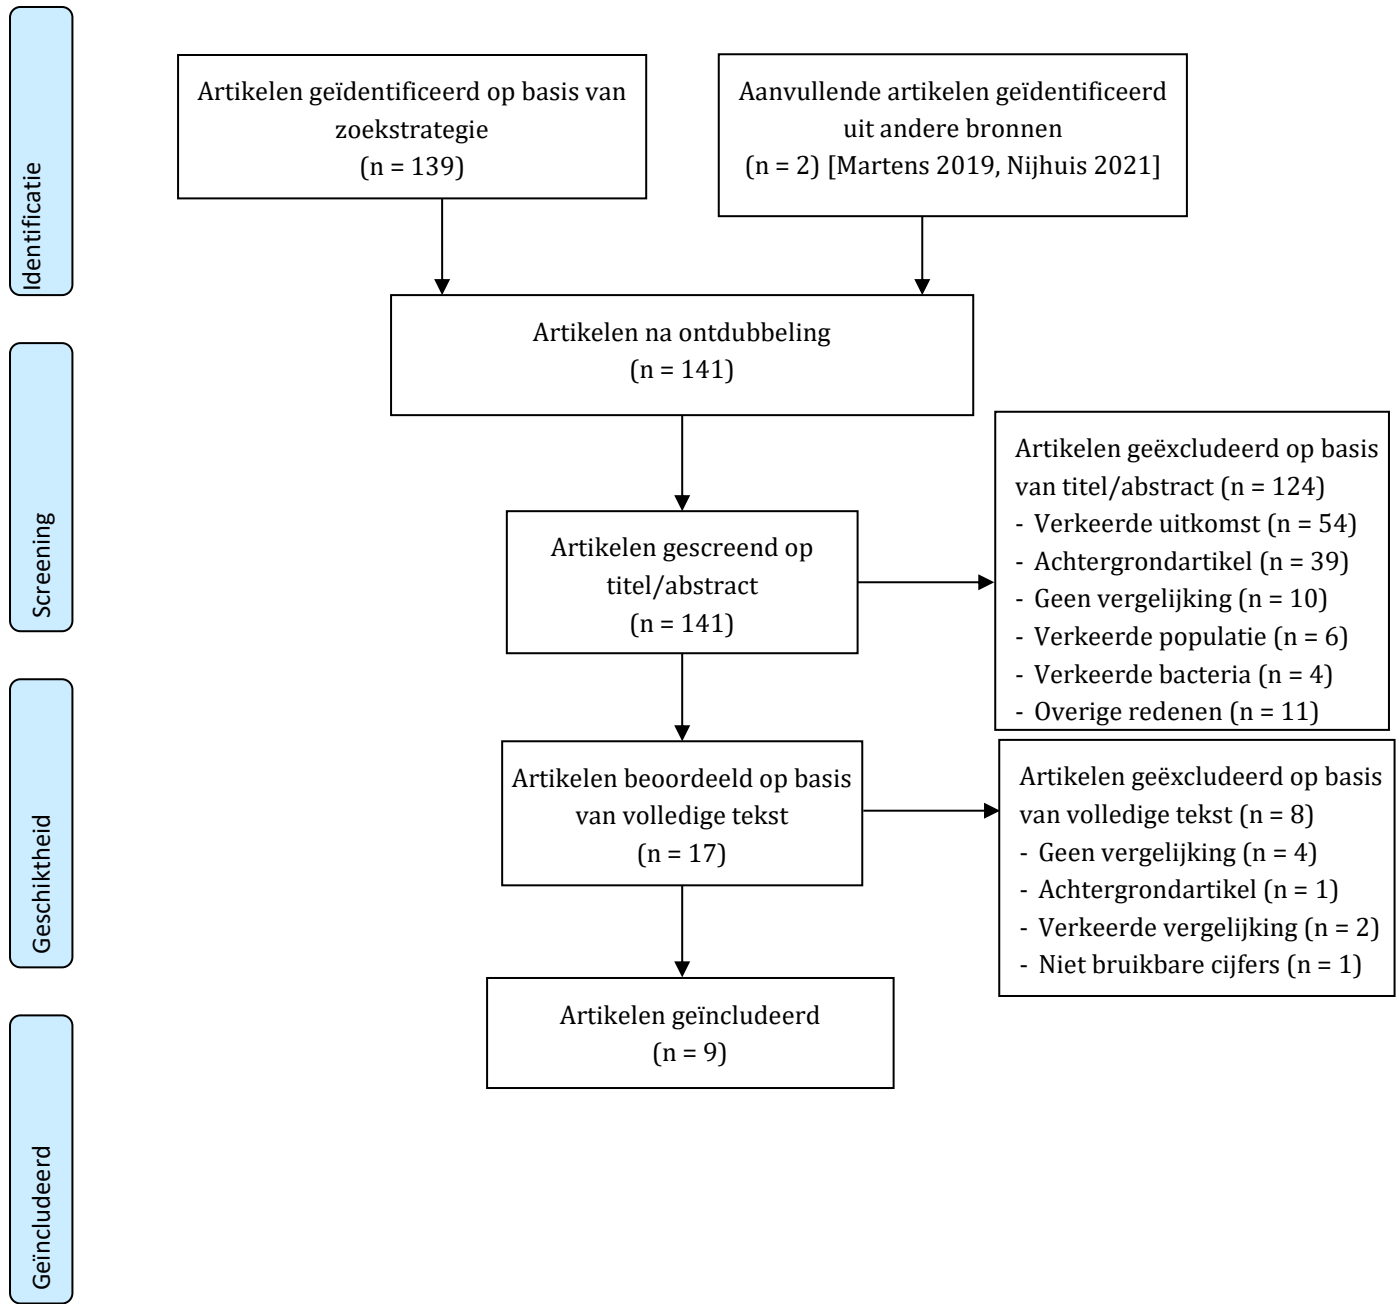 Identificatie
Artikelen geïdentificeerd op basis van
zoekstrategie
(n = 139)
Aanvullende artikelen geïdentificeerd
uit andere bronnen
(n = 2) [Martens 2019, Nijhuis 2021]
Artikelen na ontdubbeling
(n = 141)
Screening
Artikelen gescreend op
titel/abstract
(n = 141)
Artikelen geëxcludeerd op basis
van titel/abstract (n = 124)
- Verkeerde uitkomst (n = 54)
- Achtergrondartikel (n = 39)
- Geen vergelijking (n = 10)
- Verkeerde populatie (n = 6)
- Verkeerde bacteria (n = 4)
- Overige redenen (n = 11)
Geschiktheid
Artikelen beoordeeld op basis
van volledige tekst
(n = 17)
Artikelen geëxcludeerd op basis
van volledige tekst (n = 8)
- Geen vergelijking (n = 4)
- Achtergrondartikel (n = 1)
- Verkeerde vergelijking (n = 2)
- Niet bruikbare cijfers (n = 1)
Geïncludeerd
Artikelen geïncludeerd
(n = 9)